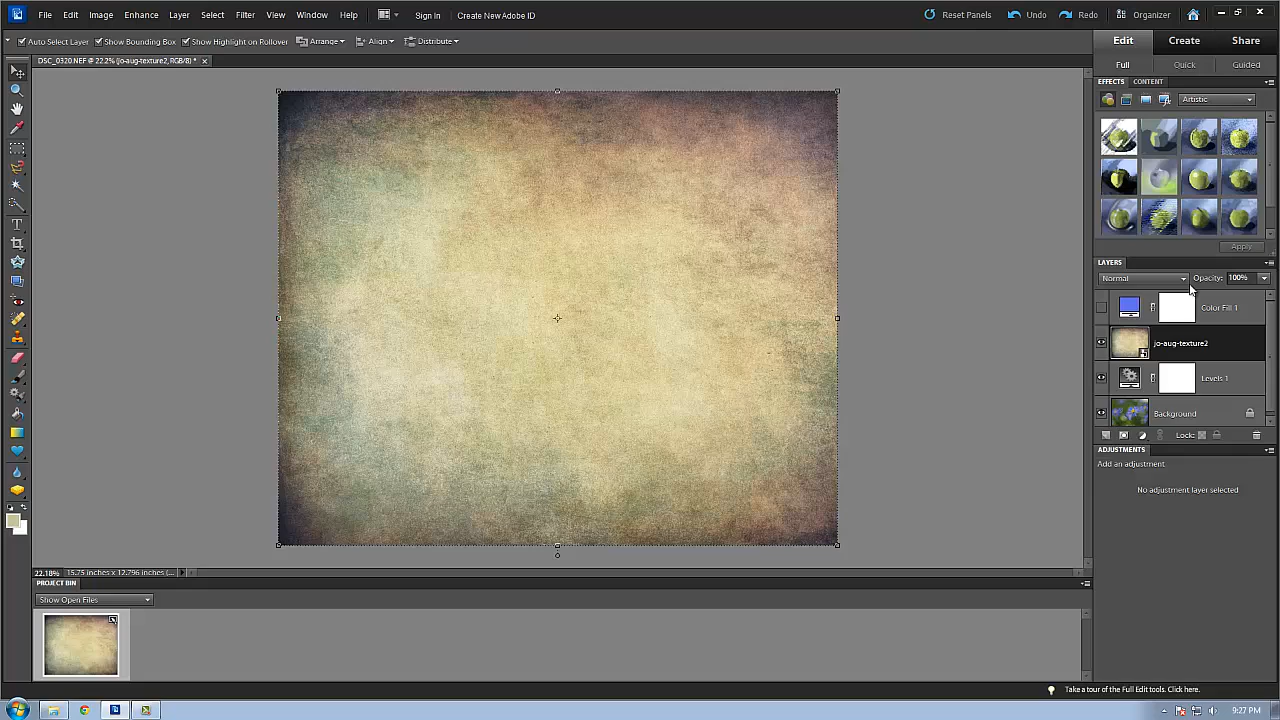 File Edit Image Enhance Layer Select Filter View Window Help Sign In Create New Adobe ID Reset Panels Undo Redo Organizer
Auto Select Layer Show Bounding Box Show Highlight on Rollover Arrange Align Distribute
Edit Create Share
DSC_0320.NEF @ 22.2% (jo-aug-texture2, RGB/8) *
Full Quick Guided
EFFECTS CONTENT
Artistic
Apply
LAYERS
Normal Opacity: 100%
Color Fill 1
jo-aug-texture2
Levels 1
Background
Lock:
ADJUSTMENTS
Add an adjustment
No adjustment layer selected
22.18% 15.75 inches x 12.796 inches (...
PROJECT BIN
Show Open Files
Take a tour of the Full Edit tools. Click here.
9:27 PM